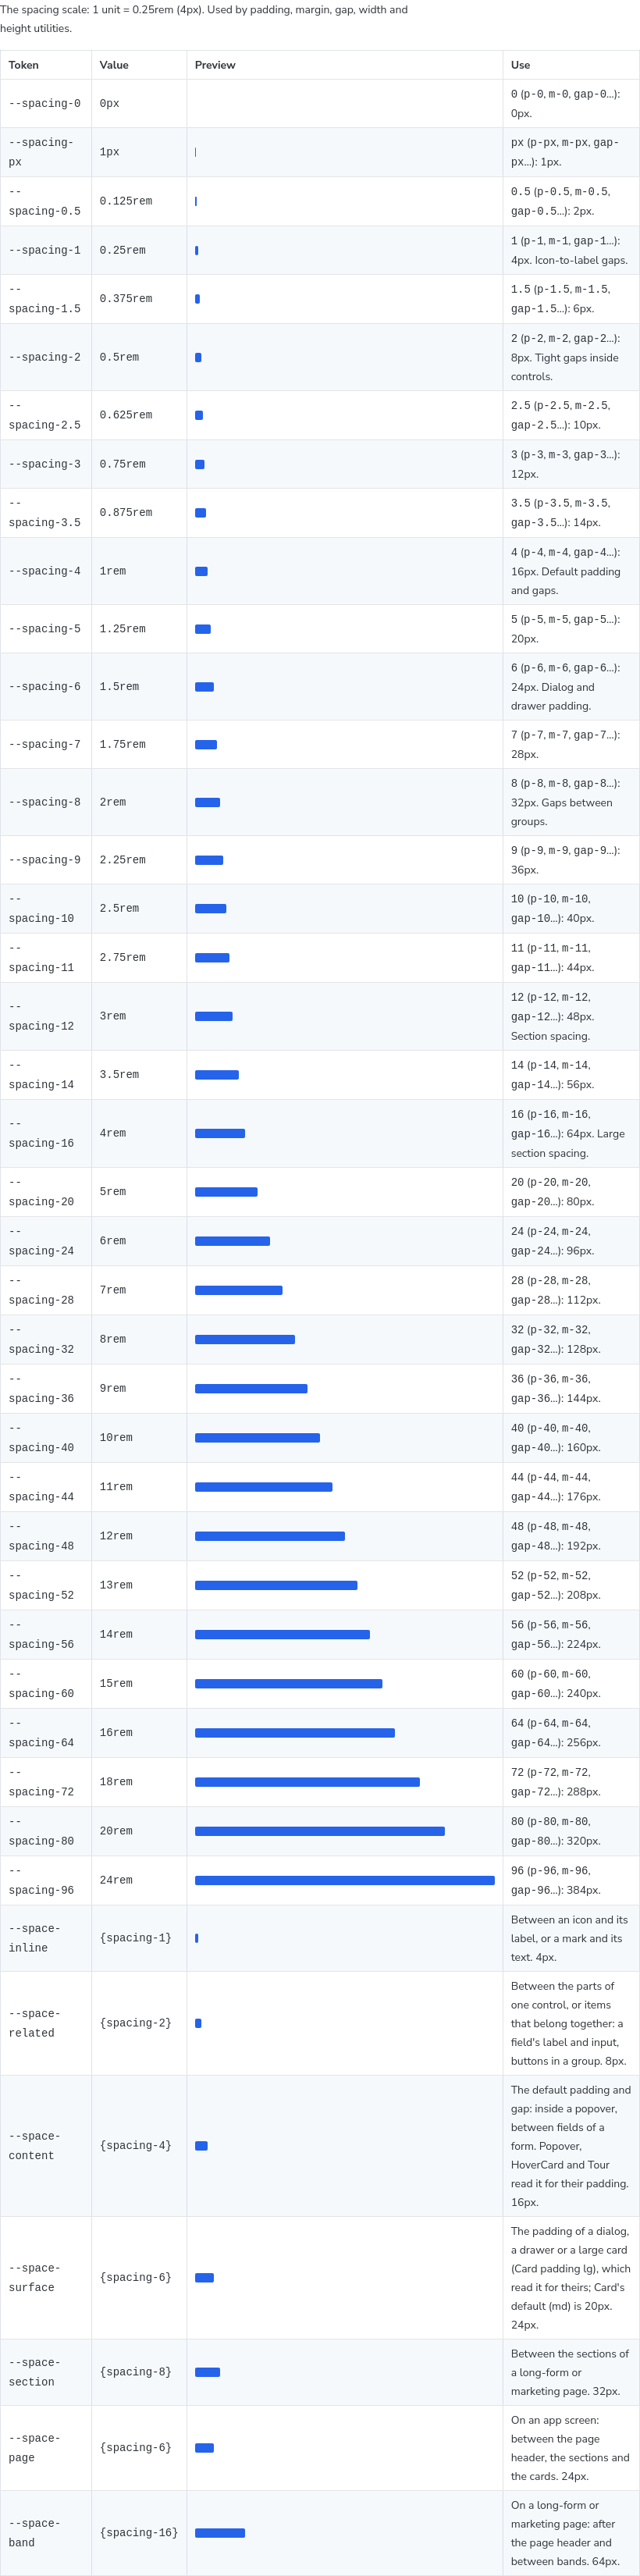 The spacing scale: 1 unit = 0.25rem (4px). Used by padding, margin, gap, width and
height utilities.
Token Value Preview Use
--spacing-0 0px 0 (p-0, m-0, gap-0…):
0px.
--spacing-
px 1px px (p-px, m-px, gap-
px…): 1px.
--
spacing-0.5 0.125rem 0.5 (p-0.5, m-0.5,
gap-0.5…): 2px.
--spacing-1 0.25rem 1 (p-1, m-1, gap-1…):
4px. Icon-to-label gaps.
--
spacing-1.5 0.375rem 1.5 (p-1.5, m-1.5,
gap-1.5…): 6px.
--spacing-2 0.5rem 2 (p-2, m-2, gap-2…):
8px. Tight gaps inside
controls.
--
spacing-2.5 0.625rem 2.5 (p-2.5, m-2.5,
gap-2.5…): 10px.
--spacing-3 0.75rem 3 (p-3, m-3, gap-3…):
12px.
--
spacing-3.5 0.875rem 3.5 (p-3.5, m-3.5,
gap-3.5…): 14px.
--spacing-4 1rem 4 (p-4, m-4, gap-4…):
16px. Default padding
and gaps.
--spacing-5 1.25rem 5 (p-5, m-5, gap-5…):
20px.
--spacing-6 1.5rem 6 (p-6, m-6, gap-6…):
24px. Dialog and
drawer padding.
--spacing-7 1.75rem 7 (p-7, m-7, gap-7…):
28px.
--spacing-8 2rem 8 (p-8, m-8, gap-8…):
32px. Gaps between
groups.
--spacing-9 2.25rem 9 (p-9, m-9, gap-9…):
36px.
--
spacing-10 2.5rem 10 (p-10, m-10,
gap-10…): 40px.
--
spacing-11 2.75rem 11 (p-11, m-11,
gap-11…): 44px.
--
spacing-12 3rem 12 (p-12, m-12,
gap-12…): 48px.
Section spacing.
--
spacing-14 3.5rem 14 (p-14, m-14,
gap-14…): 56px.
--
spacing-16 4rem 16 (p-16, m-16,
gap-16…): 64px. Large
section spacing.
--
spacing-20 5rem 20 (p-20, m-20,
gap-20…): 80px.
--
spacing-24 6rem 24 (p-24, m-24,
gap-24…): 96px.
--
spacing-28 7rem 28 (p-28, m-28,
gap-28…): 112px.
--
spacing-32 8rem 32 (p-32, m-32,
gap-32…): 128px.
--
spacing-36 9rem 36 (p-36, m-36,
gap-36…): 144px.
--
spacing-40 10rem 40 (p-40, m-40,
gap-40…): 160px.
--
spacing-44 11rem 44 (p-44, m-44,
gap-44…): 176px.
--
spacing-48 12rem 48 (p-48, m-48,
gap-48…): 192px.
--
spacing-52 13rem 52 (p-52, m-52,
gap-52…): 208px.
--
spacing-56 14rem 56 (p-56, m-56,
gap-56…): 224px.
--
spacing-60 15rem 60 (p-60, m-60,
gap-60…): 240px.
--
spacing-64 16rem 64 (p-64, m-64,
gap-64…): 256px.
--
spacing-72 18rem 72 (p-72, m-72,
gap-72…): 288px.
--
spacing-80 20rem 80 (p-80, m-80,
gap-80…): 320px.
--
spacing-96 24rem 96 (p-96, m-96,
gap-96…): 384px.
--space-
inline {spacing-1} Between an icon and its
label, or a mark and its
text. 4px.
--space-
related {spacing-2} Between the parts of
one control, or items
that belong together: a
field's label and input,
buttons in a group. 8px.
--space-
content {spacing-4} The default padding and
gap: inside a popover,
between fields of a
form. Popover,
HoverCard and Tour
read it for their padding.
16px.
--space-
surface {spacing-6} The padding of a dialog,
a drawer or a large card
(Card padding lg), which
read it for theirs; Card's
default (md) is 20px.
24px.
--space-
section {spacing-8} Between the sections of
a long-form or
marketing page. 32px.
--space-
page {spacing-6} On an app screen:
between the page
header, the sections and
the cards. 24px.
--space-
band {spacing-16} On a long-form or
marketing page: after
the page header and
between bands. 64px.